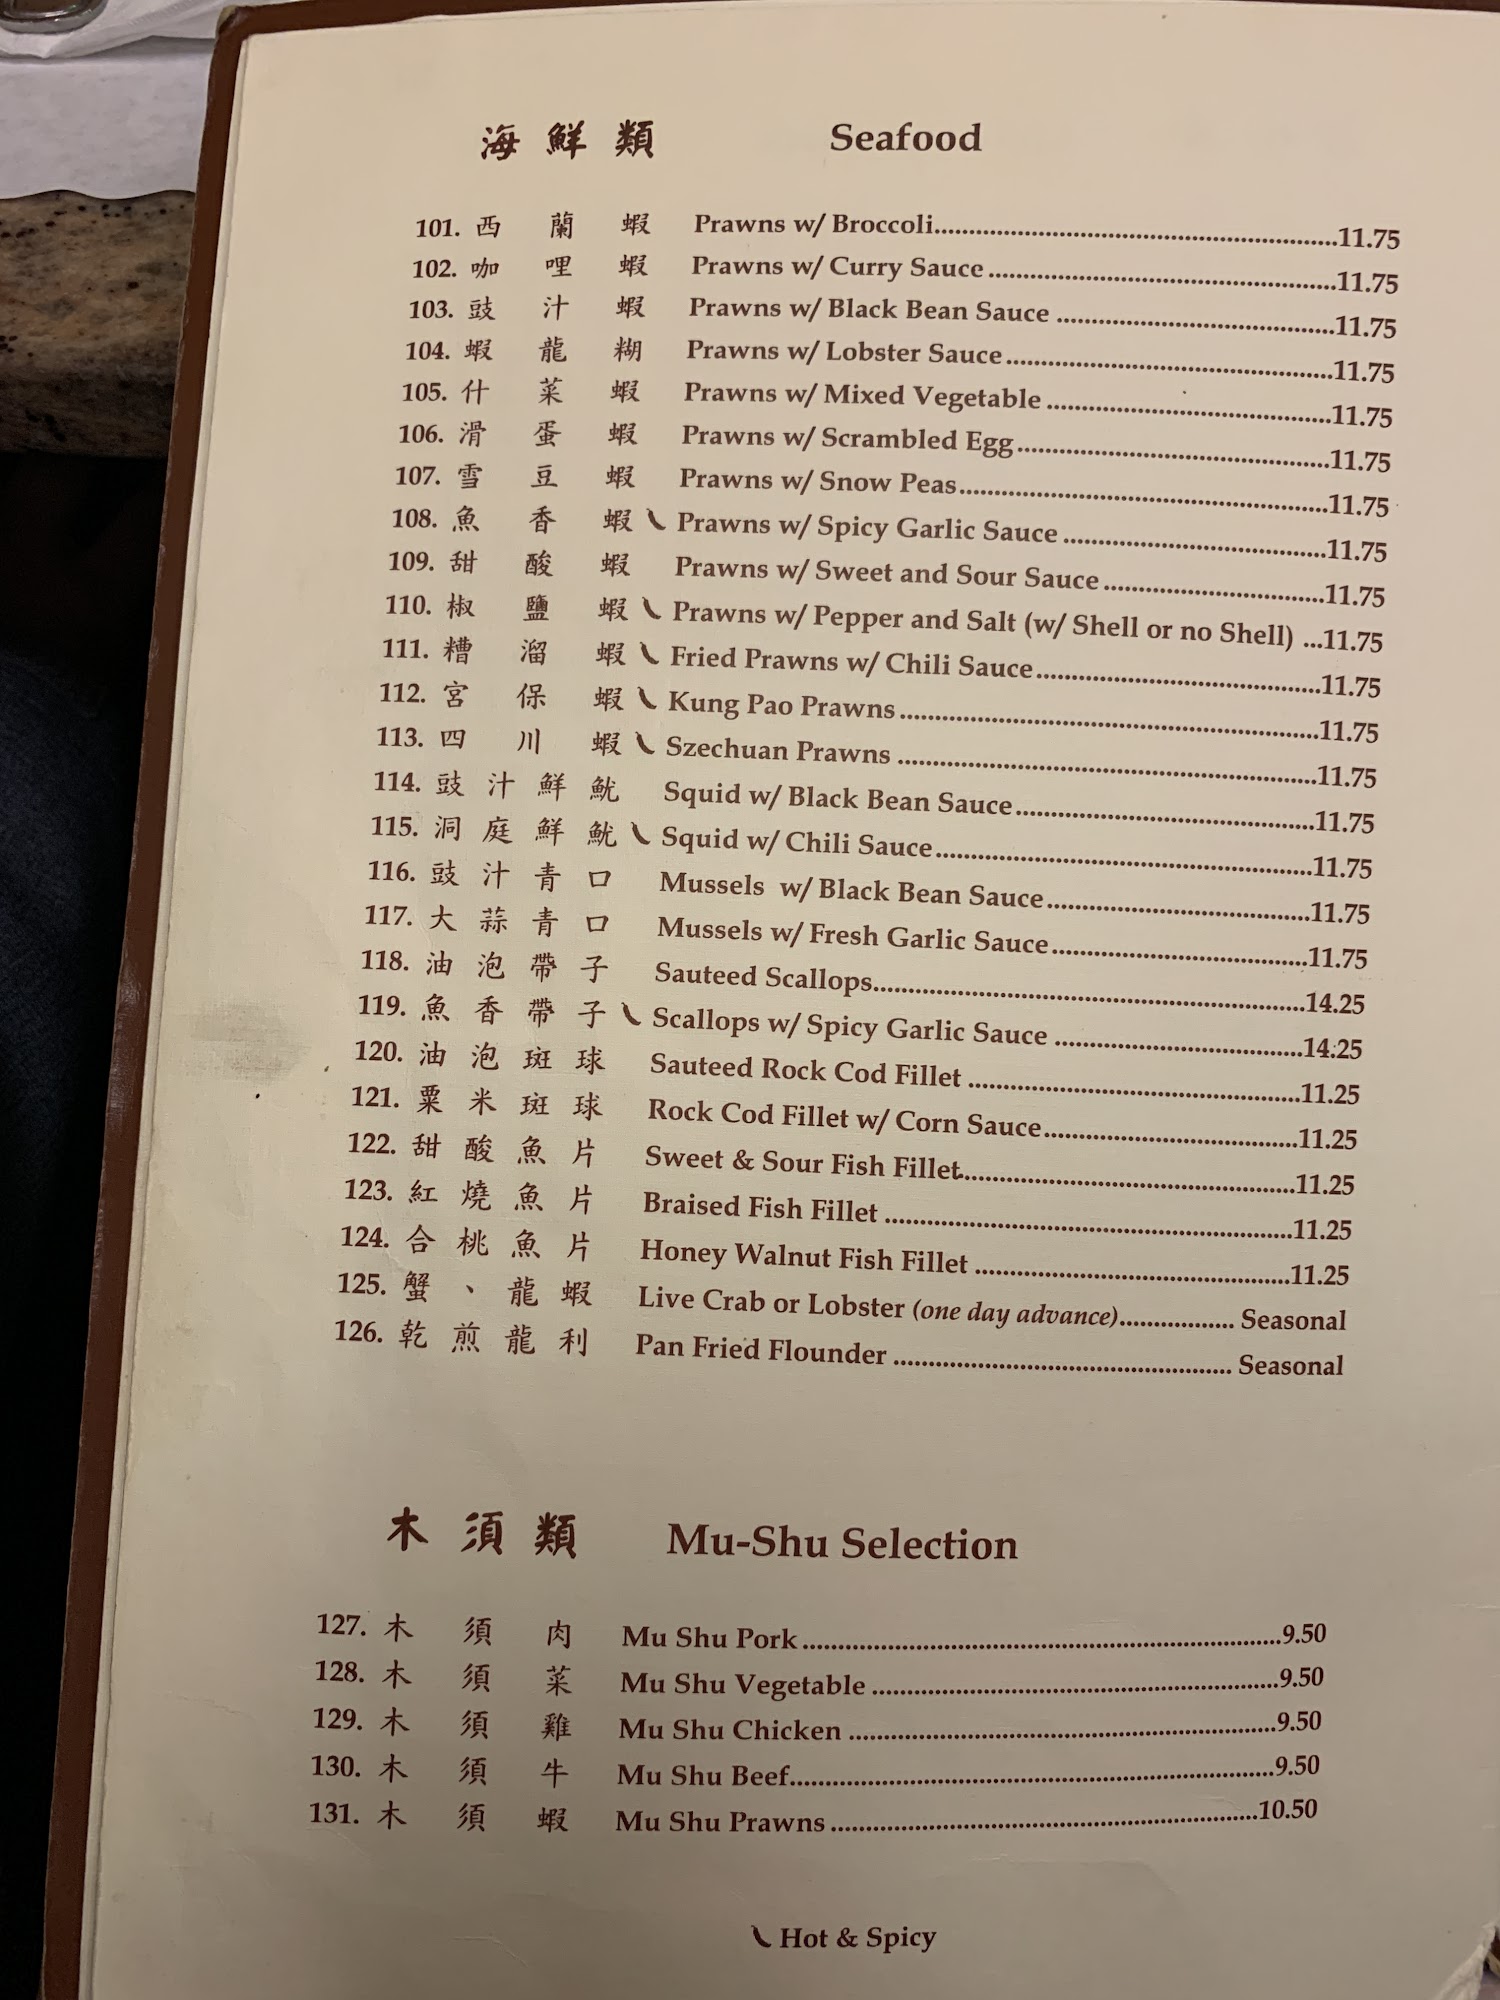 海鮮類 Seafood
101. 西蘭蝦 Prawns w/ Broccoli 11.75
102. 咖哩蝦 Prawns w/ Curry Sauce 11.75
103. 豉汁蝦 Prawns w/ Black Bean Sauce 11.75
104. 蝦龍糊 Prawns w/ Lobster Sauce 11.75
105. 什菜蝦 Prawns w/ Mixed Vegetable 11.75
106. 滑蛋蝦 Prawns w/ Scrambled Egg 11.75
107. 雪豆蝦 Prawns w/ Snow Peas 11.75
108. 魚香蝦 Prawns w/ Spicy Garlic Sauce 11.75
109. 甜酸蝦 Prawns w/ Sweet and Sour Sauce 11.75
110. 椒鹽蝦 Prawns w/ Pepper and Salt (w/ Shell or no Shell) 11.75
111. 糟溜蝦 Fried Prawns w/ Chili Sauce 11.75
112. 宮保蝦 Kung Pao Prawns 11.75
113. 四川蝦 Szechuan Prawns 11.75
114. 豉汁鮮魷 Squid w/ Black Bean Sauce 11.75
115. 洞庭鮮魷 Squid w/ Chili Sauce 11.75
116. 豉汁青口 Mussels w/ Black Bean Sauce 11.75
117. 大蒜青口 Mussels w/ Fresh Garlic Sauce 11.75
118. 油泡帶子 Sauteed Scallops 14.25
119. 魚香帶子 Scallops w/ Spicy Garlic Sauce 14.25
120. 油泡斑球 Sauteed Rock Cod Fillet 11.25
121. 粟米斑球 Rock Cod Fillet w/ Corn Sauce 11.25
122. 甜酸魚片 Sweet & Sour Fish Fillet 11.25
123. 紅燒魚片 Braised Fish Fillet 11.25
124. 合桃魚片 Honey Walnut Fish Fillet 11.25
125. 蟹、龍蝦 Live Crab or Lobster (one day advance) Seasonal
126. 乾煎龍利 Pan Fried Flounder Seasonal
木須類 Mu-Shu Selection
127. 木須肉 Mu Shu Pork 9.50
128. 木須菜 Mu Shu Vegetable 9.50
129. 木須雞 Mu Shu Chicken 9.50
130. 木須牛 Mu Shu Beef 9.50
131. 木須蝦 Mu Shu Prawns 10.50
Hot & Spicy